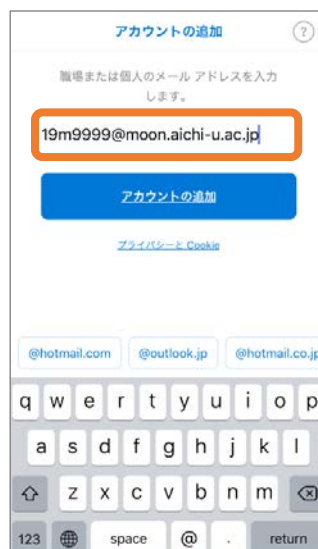 アカウントの追加
?
職場または個人のメール アドレスを入力
します。
19m9999@moon.aichi-u.ac.jp
アカウントの追加
プライバシーと Cookie
@hotmail.com @outlook.jp @hotmail.co.jp
q w e r t y u i o p
a s d f g h j k l
z x c v b n m
123 space @ . return